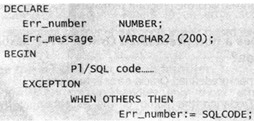 DECLARE
Err_number NUMBER;
Err_message VARCHAR2 (200);
BEGIN
Pl/SQL code......
EXCEPTION
WHEN OTHERS THEN
Err_number:= SQLCODE;